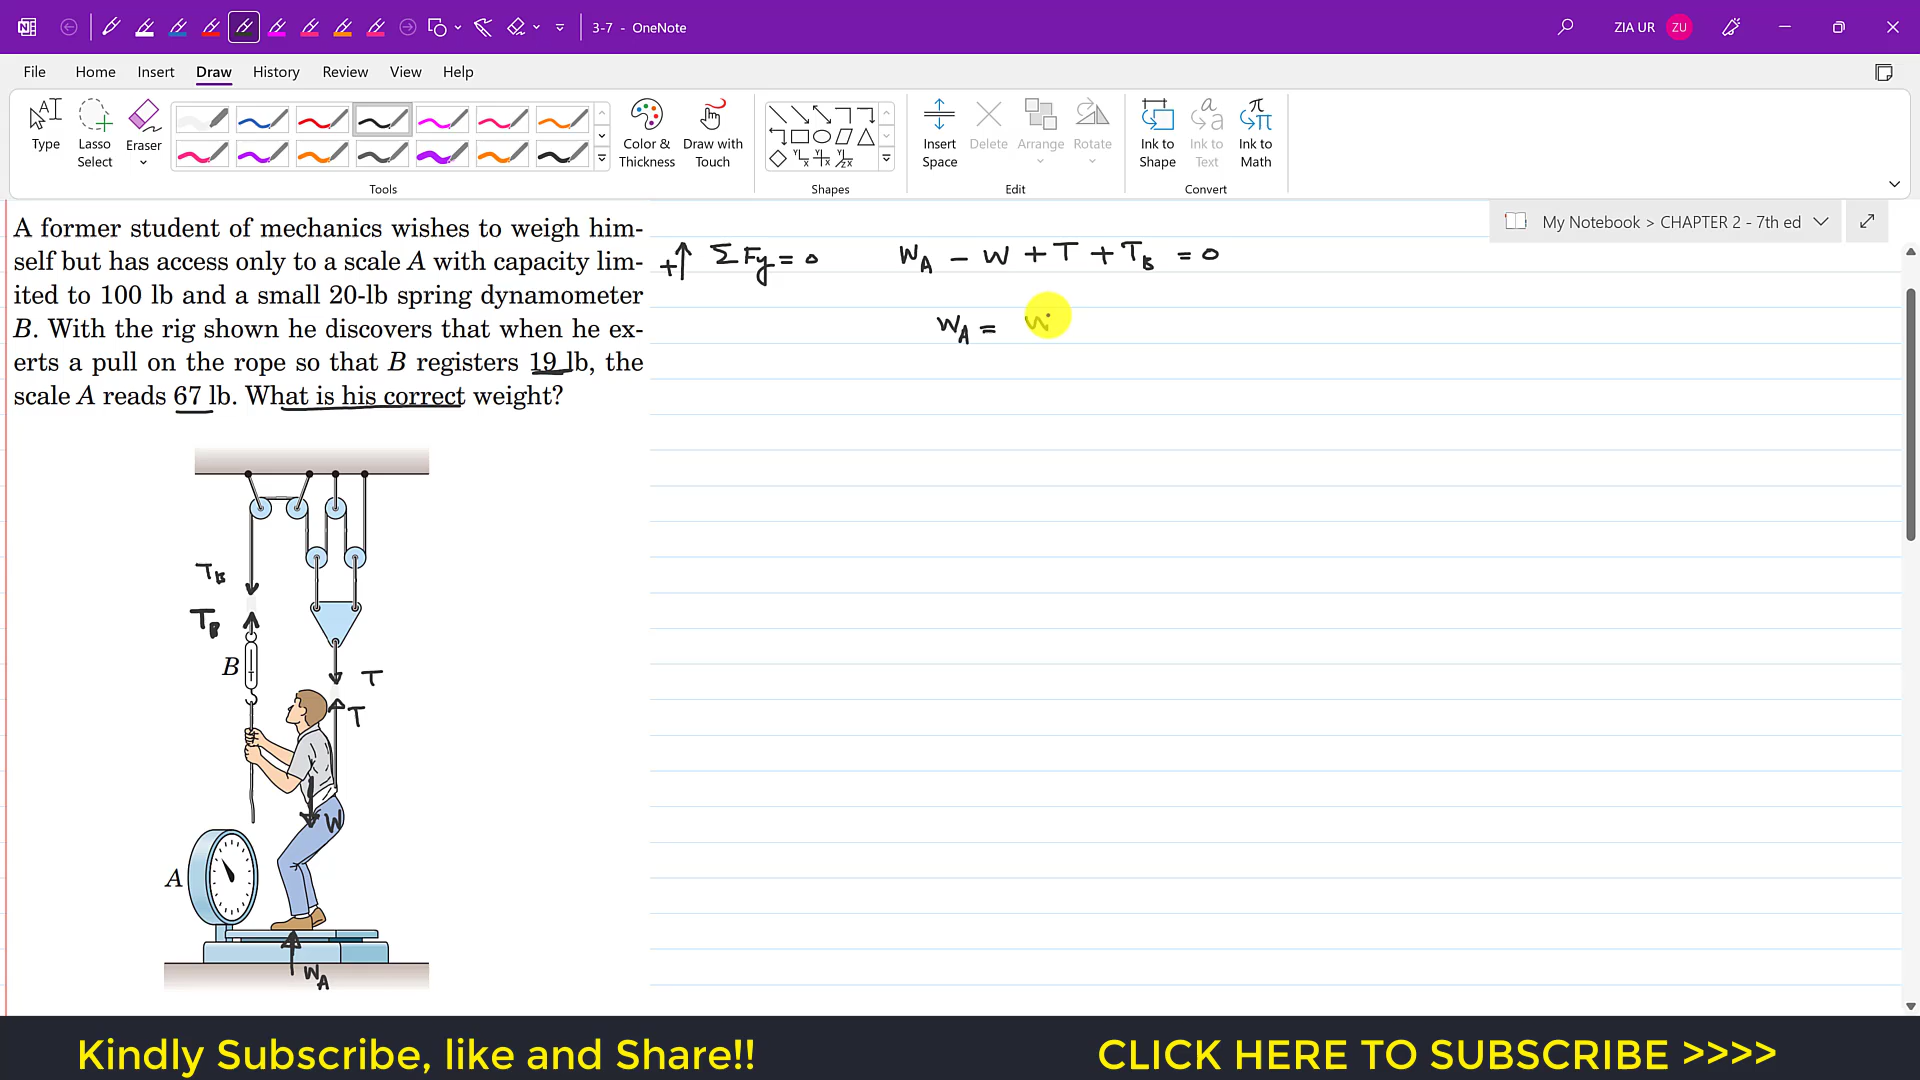 3-7 - OneNote
ZIA UR ZU
File Home Insert Draw History Review View Help
Type
Lasso Select
Eraser
Color & Thickness
Draw with Touch
Insert Space
Delete
Arrange
Rotate
Ink to Shape
Ink to Text
Ink to Math
Tools Shapes Edit Convert
My Notebook > CHAPTER 2 - 7th ed
A former student of mechanics wishes to weigh him-
self but has access only to a scale A with capacity lim-
ited to 100 lb and a small 20-lb spring dynamometer
B. With the rig shown he discovers that when he ex-
erts a pull on the rope so that B registers 19 lb, the
scale A reads 67 lb. What is his correct weight?
+↑ ΣFy = 0 W_A - W + T + T_B = 0
W_A = W
T_B
T_B
B
T
T
W
A
W_A
Kindly Subscribe, like and Share!!
CLICK HERE TO SUBSCRIBE >>>>